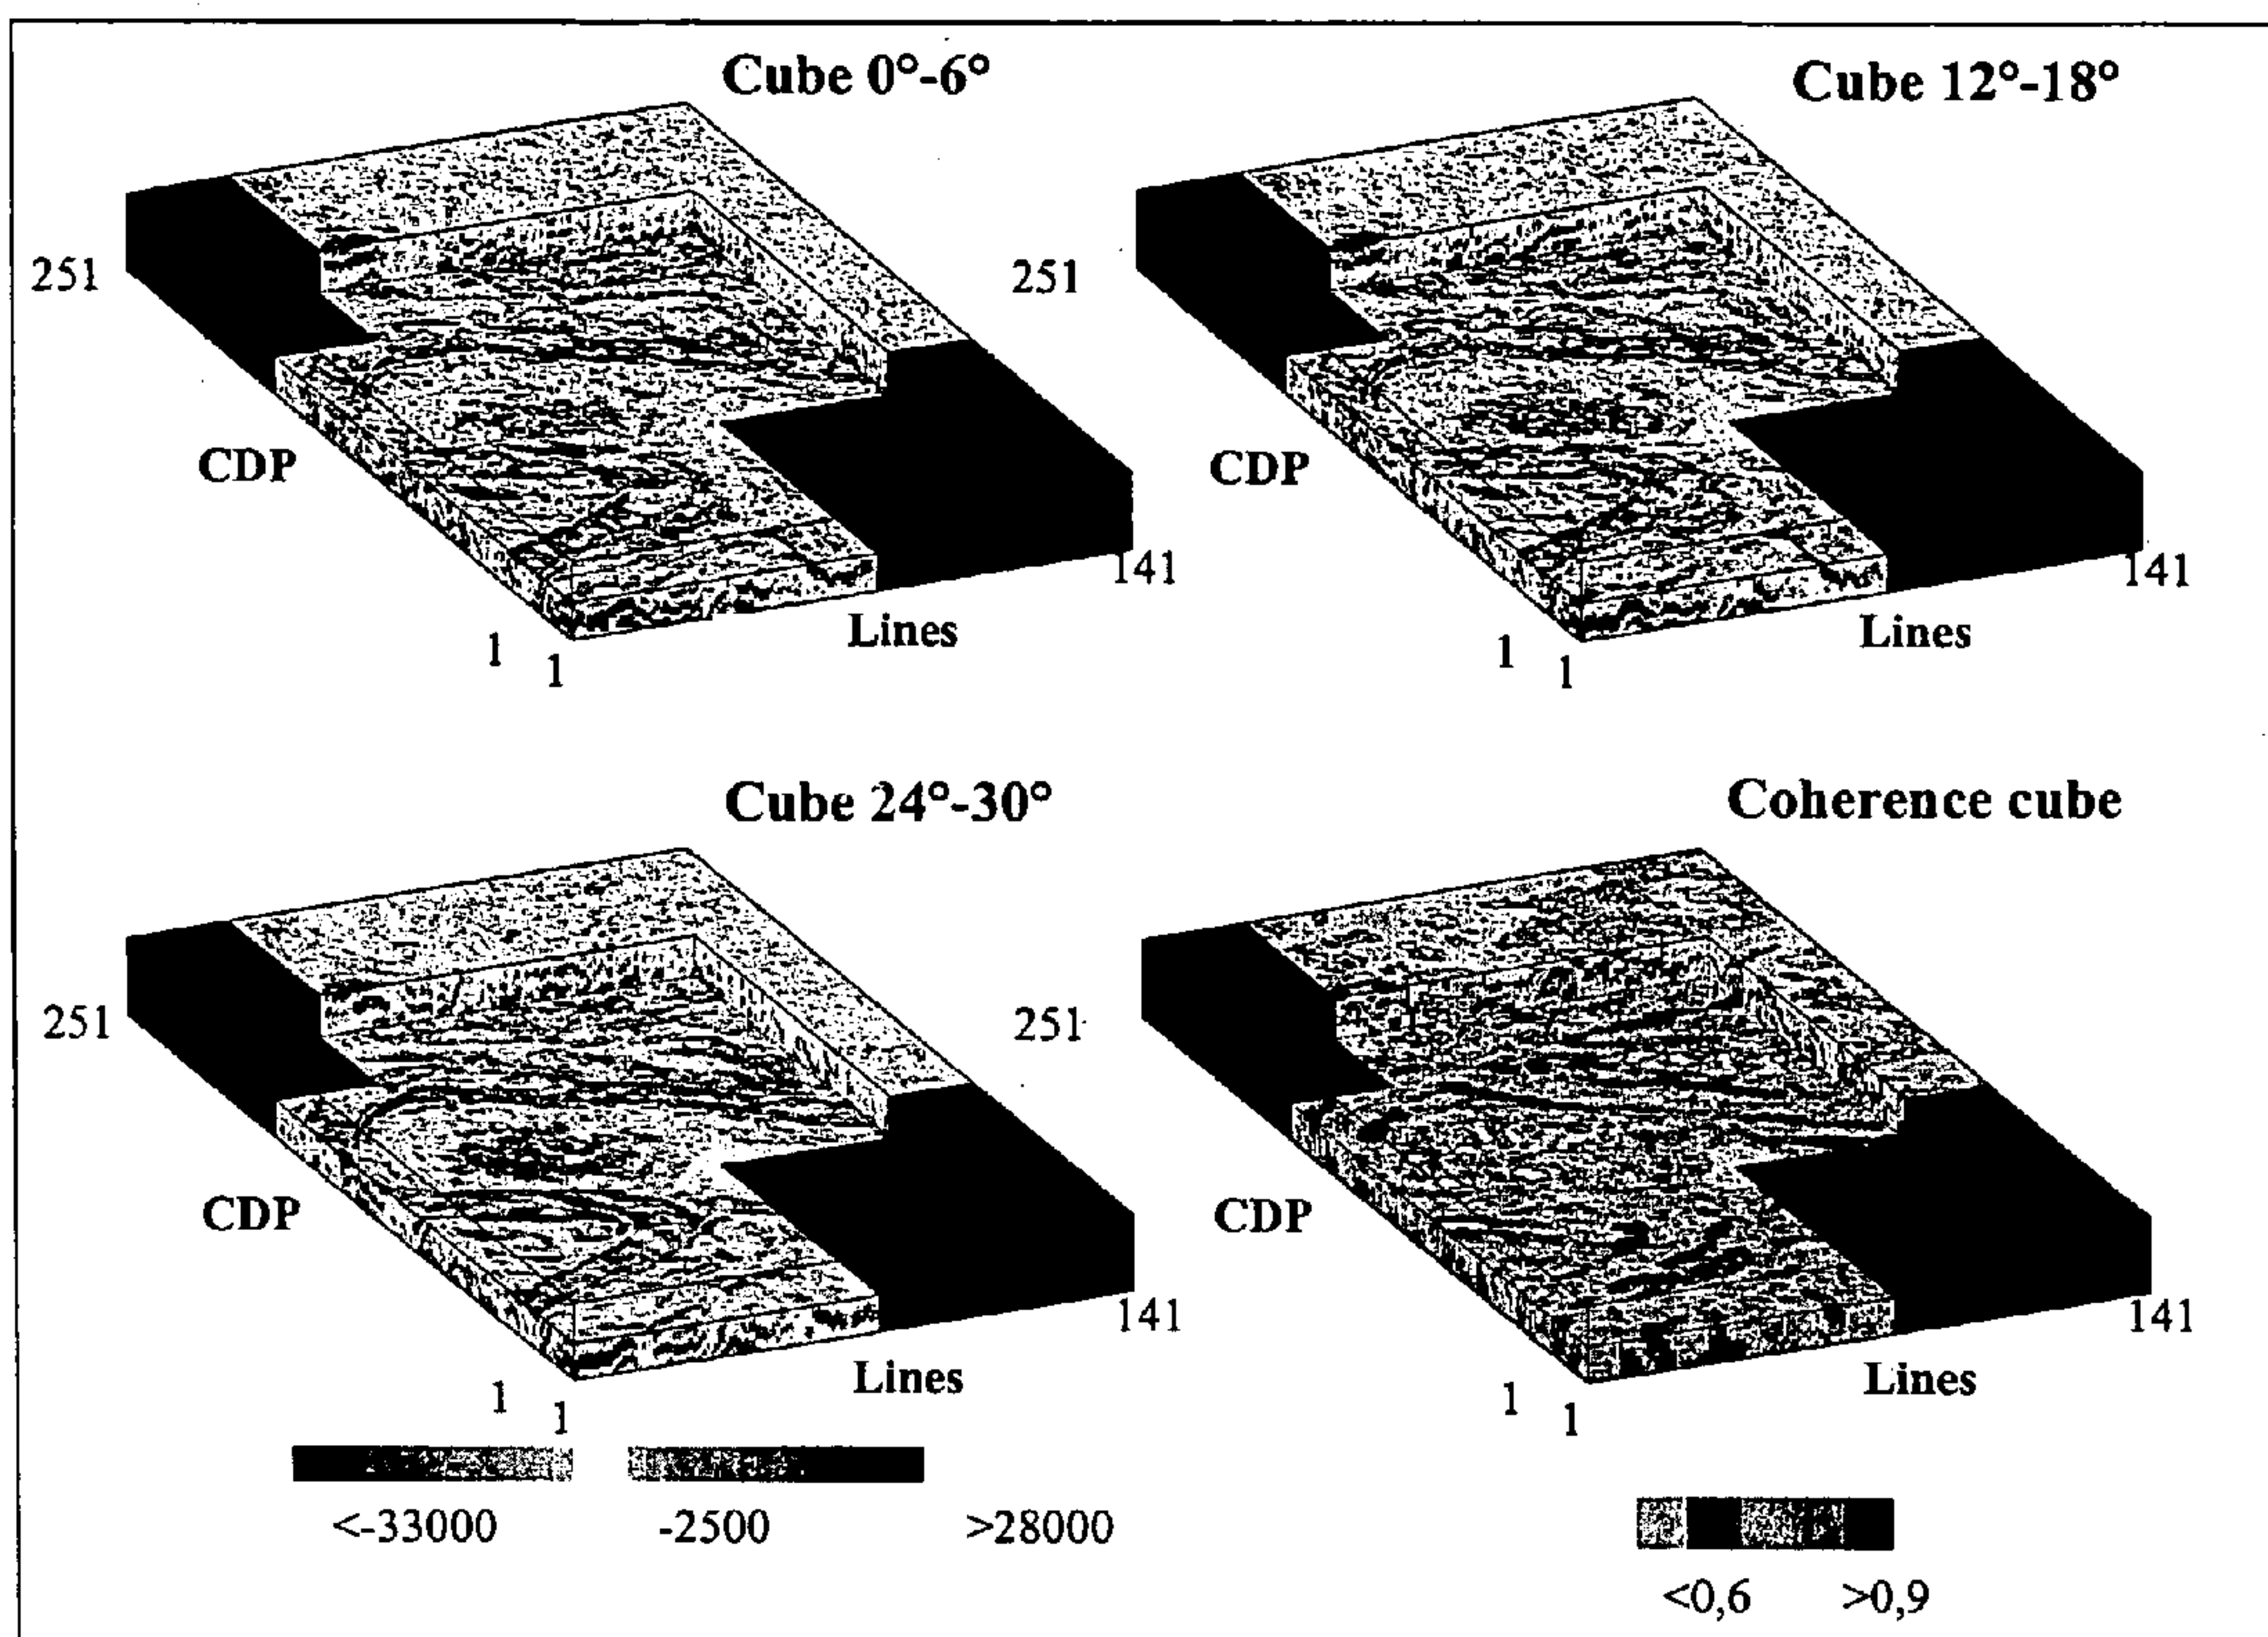 Cube 0°-6°
Cube 12°-18°
251
CDP
1
1
Lines
141
251
CDP
1
1
Lines
141
Cube 24°-30°
Coherence cube
251
CDP
1
1
Lines
141
251
CDP
1
1
Lines
141
<-33000
-2500
>28000
<0,6
>0,9